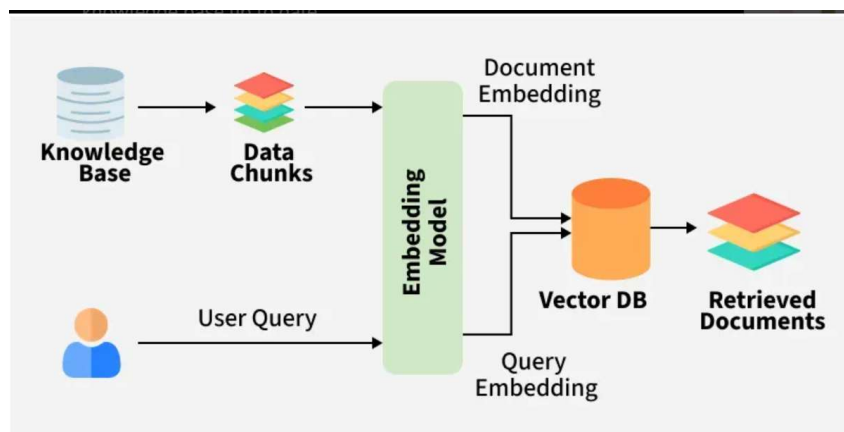 Document
Embedding
Knowledge
Base
Data
Chunks
Embedding
Model
Vector DB
Retrieved
Documents
User Query
Query
Embedding